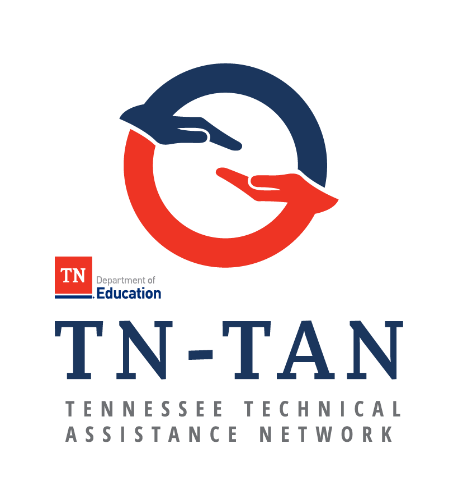 TN
Department of
Education
TN-TAN
TENNESSEE TECHNICAL
ASSISTANCE NETWORK